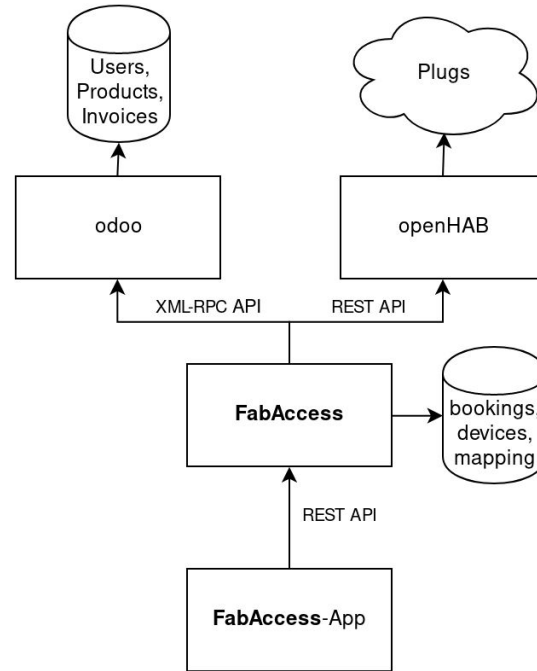 Users,
Products,
Invoices
Plugs
odoo
openHAB
XML-RPC API
REST API
FabAccess
bookings,
devices,
mapping
REST API
FabAccess-App